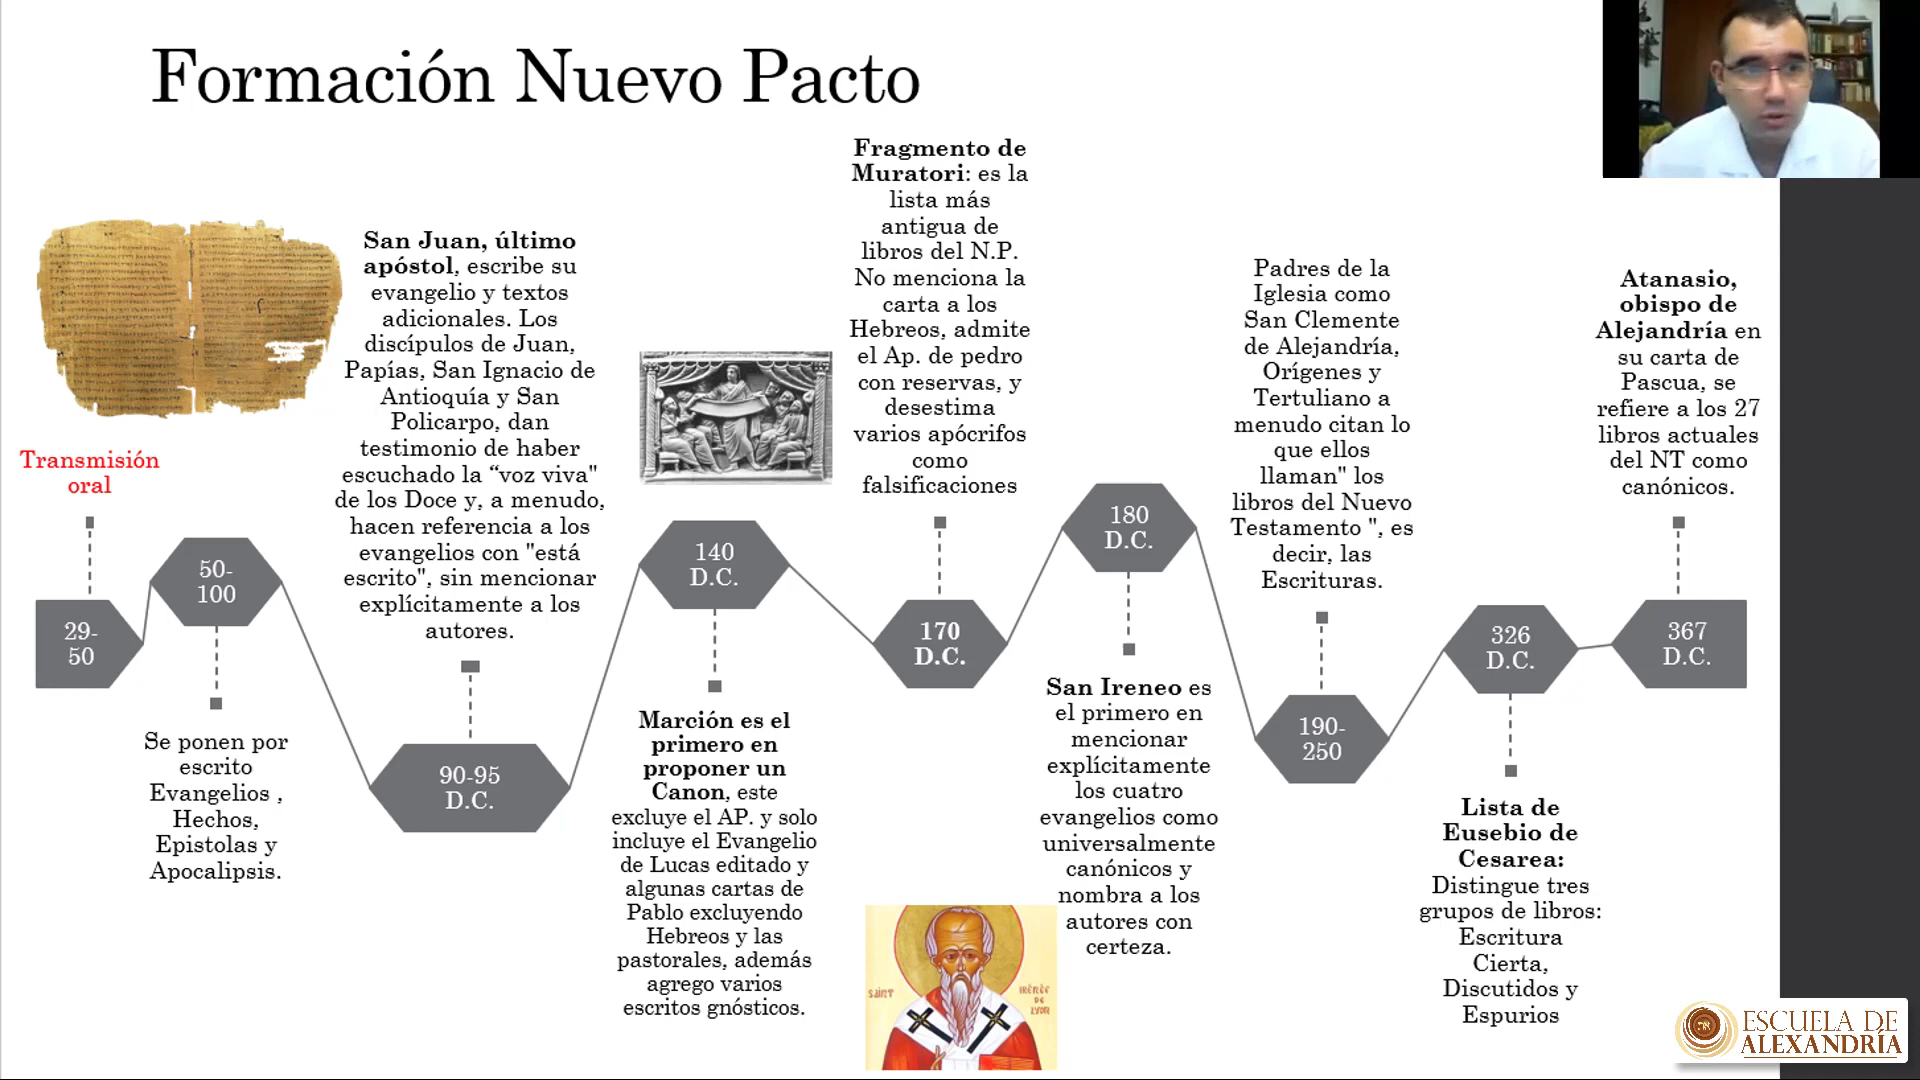 Formación Nuevo Pacto
Transmisión
oral
29-
50
50-
100
Se ponen por
escrito
Evangelios ,
Hechos,
Epistolas y
Apocalipsis.
San Juan, último
apóstol, escribe su
evangelio y textos
adicionales. Los
discípulos de Juan,
Papías, San Ignacio de
Antioquía y San
Policarpo, dan
testimonio de haber
escuchado la “voz viva"
de los Doce y, a menudo,
hacen referencia a los
evangelios con "está
escrito", sin mencionar
explícitamente a los
autores.
90-95
D.C.
140
D.C.
Marción es el
primero en
proponer un
Canon, este
excluye el AP. y solo
incluye el Evangelio
de Lucas editado y
algunas cartas de
Pablo excluyendo
Hebreos y las
pastorales, además
agrego varios
escritos gnósticos.
Fragmento de
Muratori: es la
lista más
antigua de
libros del N.P.
No menciona la
carta a los
Hebreos, admite
el Ap. de pedro
con reservas, y
desestima
varios apócrifos
como
falsificaciones
170
D.C.
180
D.C.
San Ireneo es
el primero en
mencionar
explícitamente
los cuatro
evangelios como
universalmente
canónicos y
nombra a los
autores con
certeza.
SAINT
IRÉNÉE
DE
LYON
Padres de la
Iglesia como
San Clemente
de Alejandría,
Orígenes y
Tertuliano a
menudo citan lo
que ellos
llaman" los
libros del Nuevo
Testamento ", es
decir, las
Escrituras.
190-
250
326
D.C.
Lista de
Eusebio de
Cesarea:
Distingue tres
grupos de libros:
Escritura
Cierta,
Discutidos y
Espurios
Atanasio,
obispo de
Alejandría en
su carta de
Pascua, se
refiere a los 27
libros actuales
del NT como
canónicos.
367
D.C.
ESCUELA DE
ALEXANDRÍA